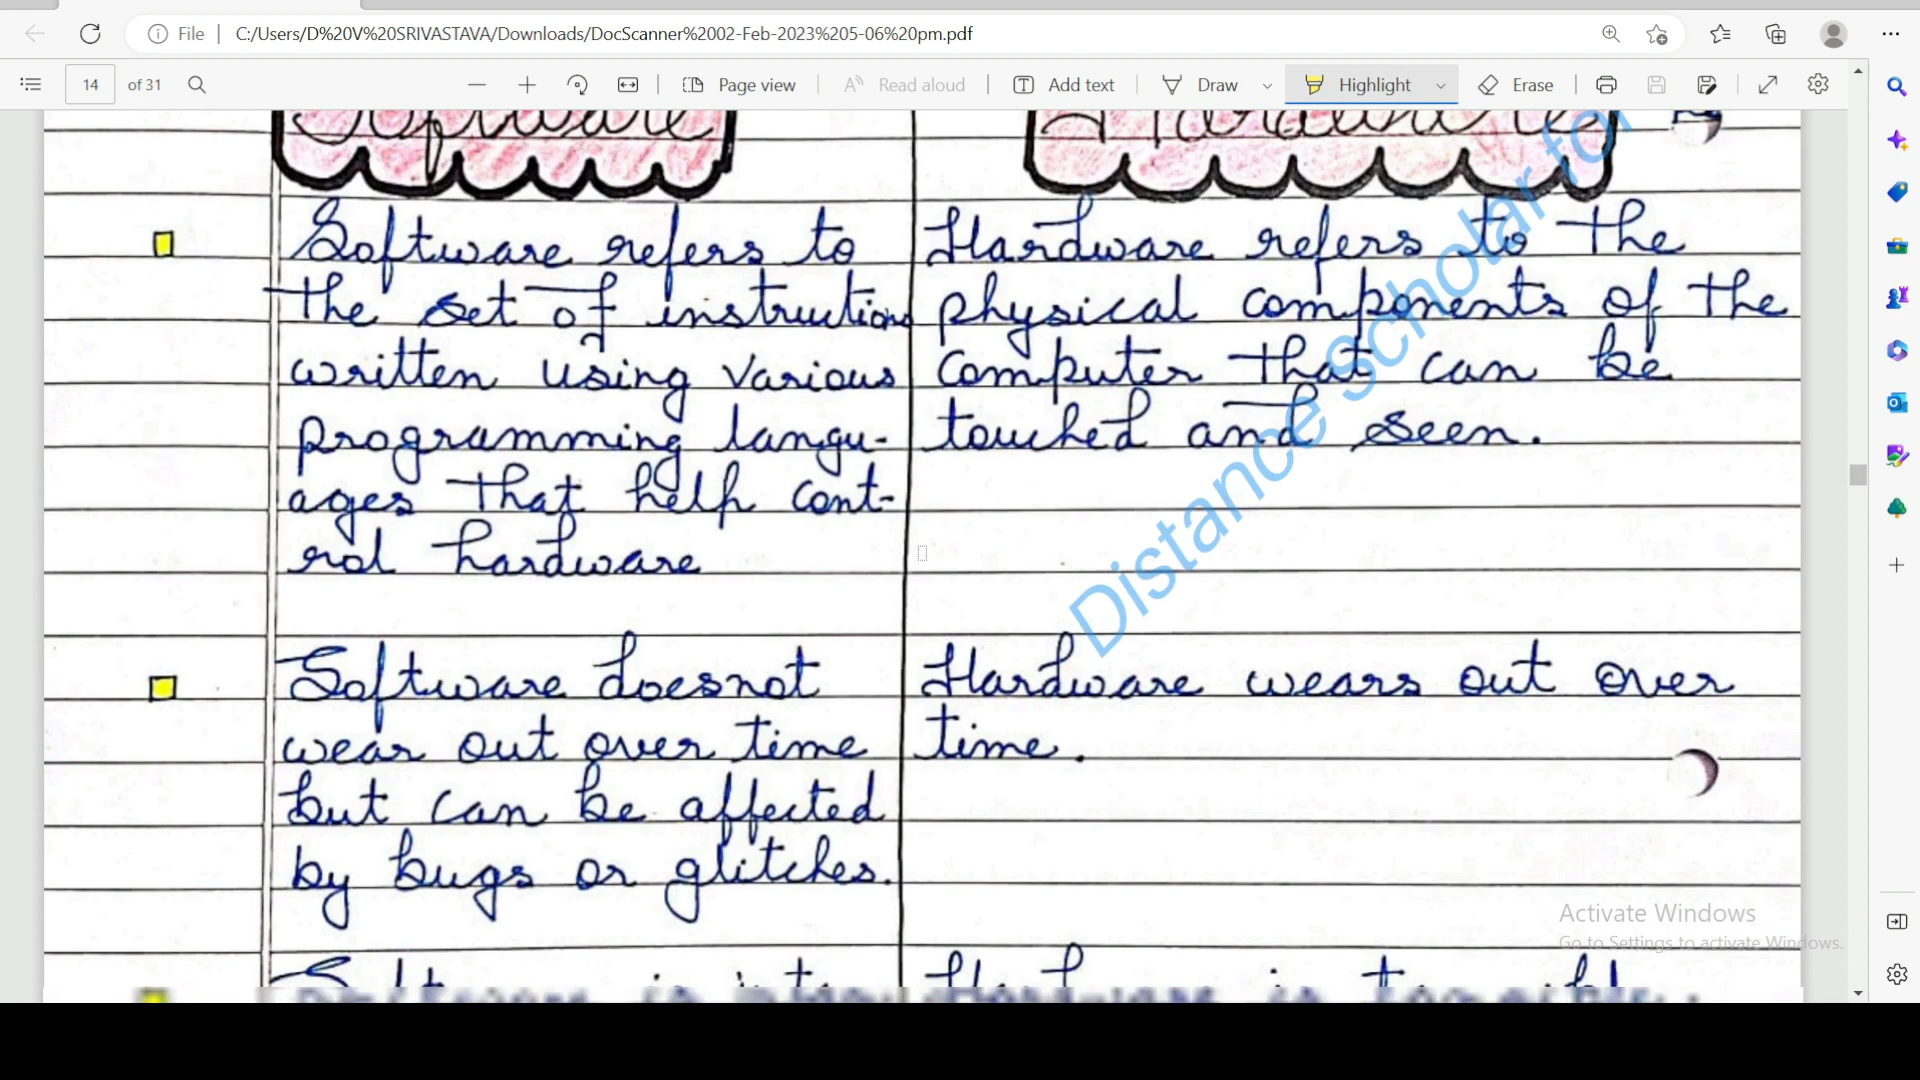 File
C:/Users/D%20V%20SRIVASTAVA/Downloads/DocScanner%2002-Feb-2023%205-06%20pm.pdf
14 of 31
Page view
Read aloud
Add text
Draw
Highlight
Erase
Software
Hardware
Software refers to
the set of instructions
written using various
programming langu-
ages that help cont-
rol hardware
Hardware refers to the
physical components of the
computer that can be
touched and seen.
Software doesnot
wear out over time
but can be affected
by bugs or glitches.
Hardware wears out over
time.
Distance Scholar for
Activate Windows
Go to Settings to activate Windows.